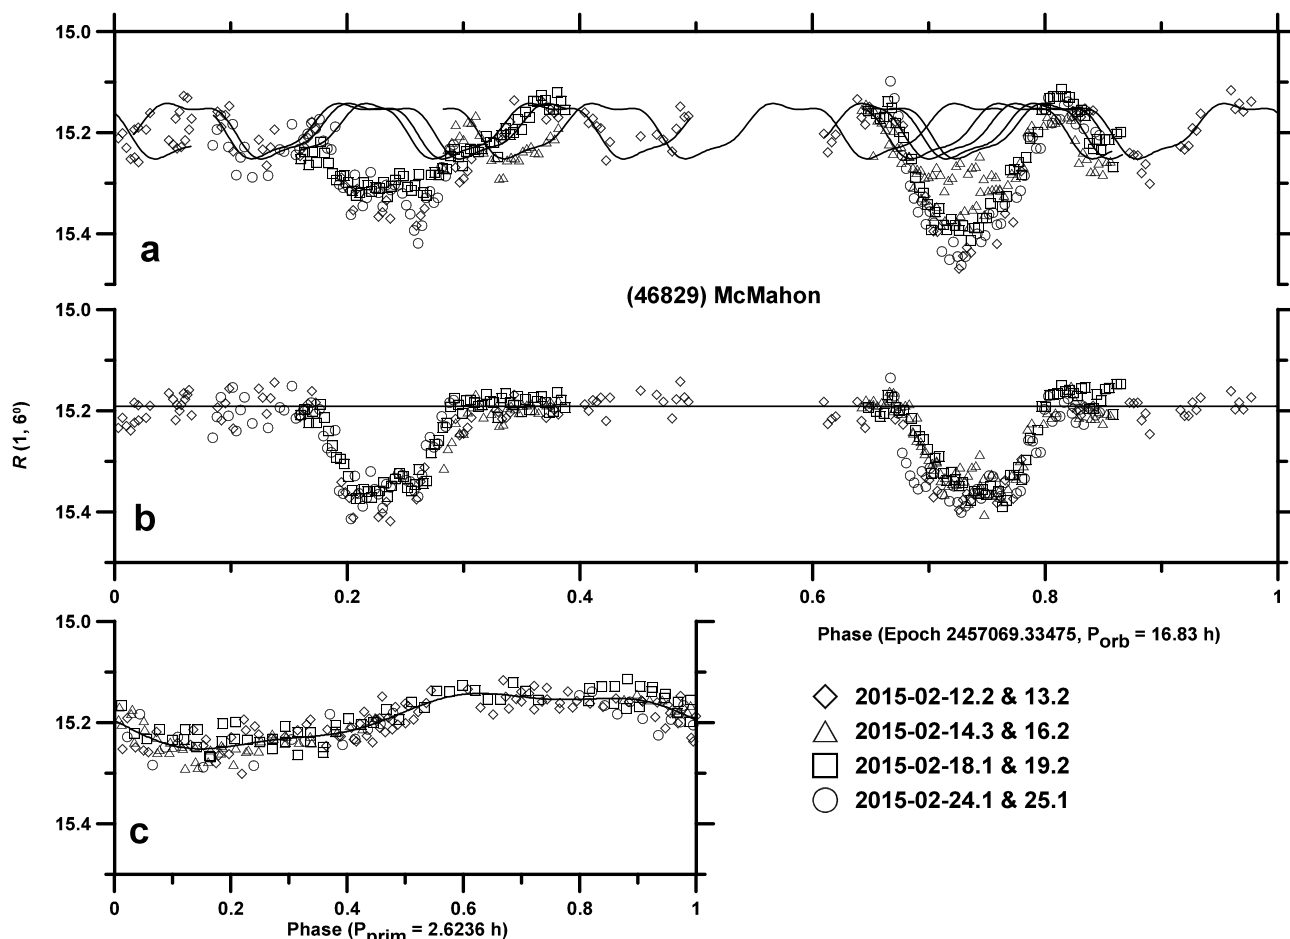 15.0
15.2
15.4
a
(46829) McMahon
15.0
15.2
15.4
b
R (1, 6º)
0 0.2 0.4 0.6 0.8 1
15.0
15.2
15.4
c
0 0.2 0.4 0.6 0.8 1
Phase (Pprim = 2.6236 h)
Phase (Epoch 2457069.33475, Porb = 16.83 h)
2015-02-12.2 & 13.2
2015-02-14.3 & 16.2
2015-02-18.1 & 19.2
2015-02-24.1 & 25.1